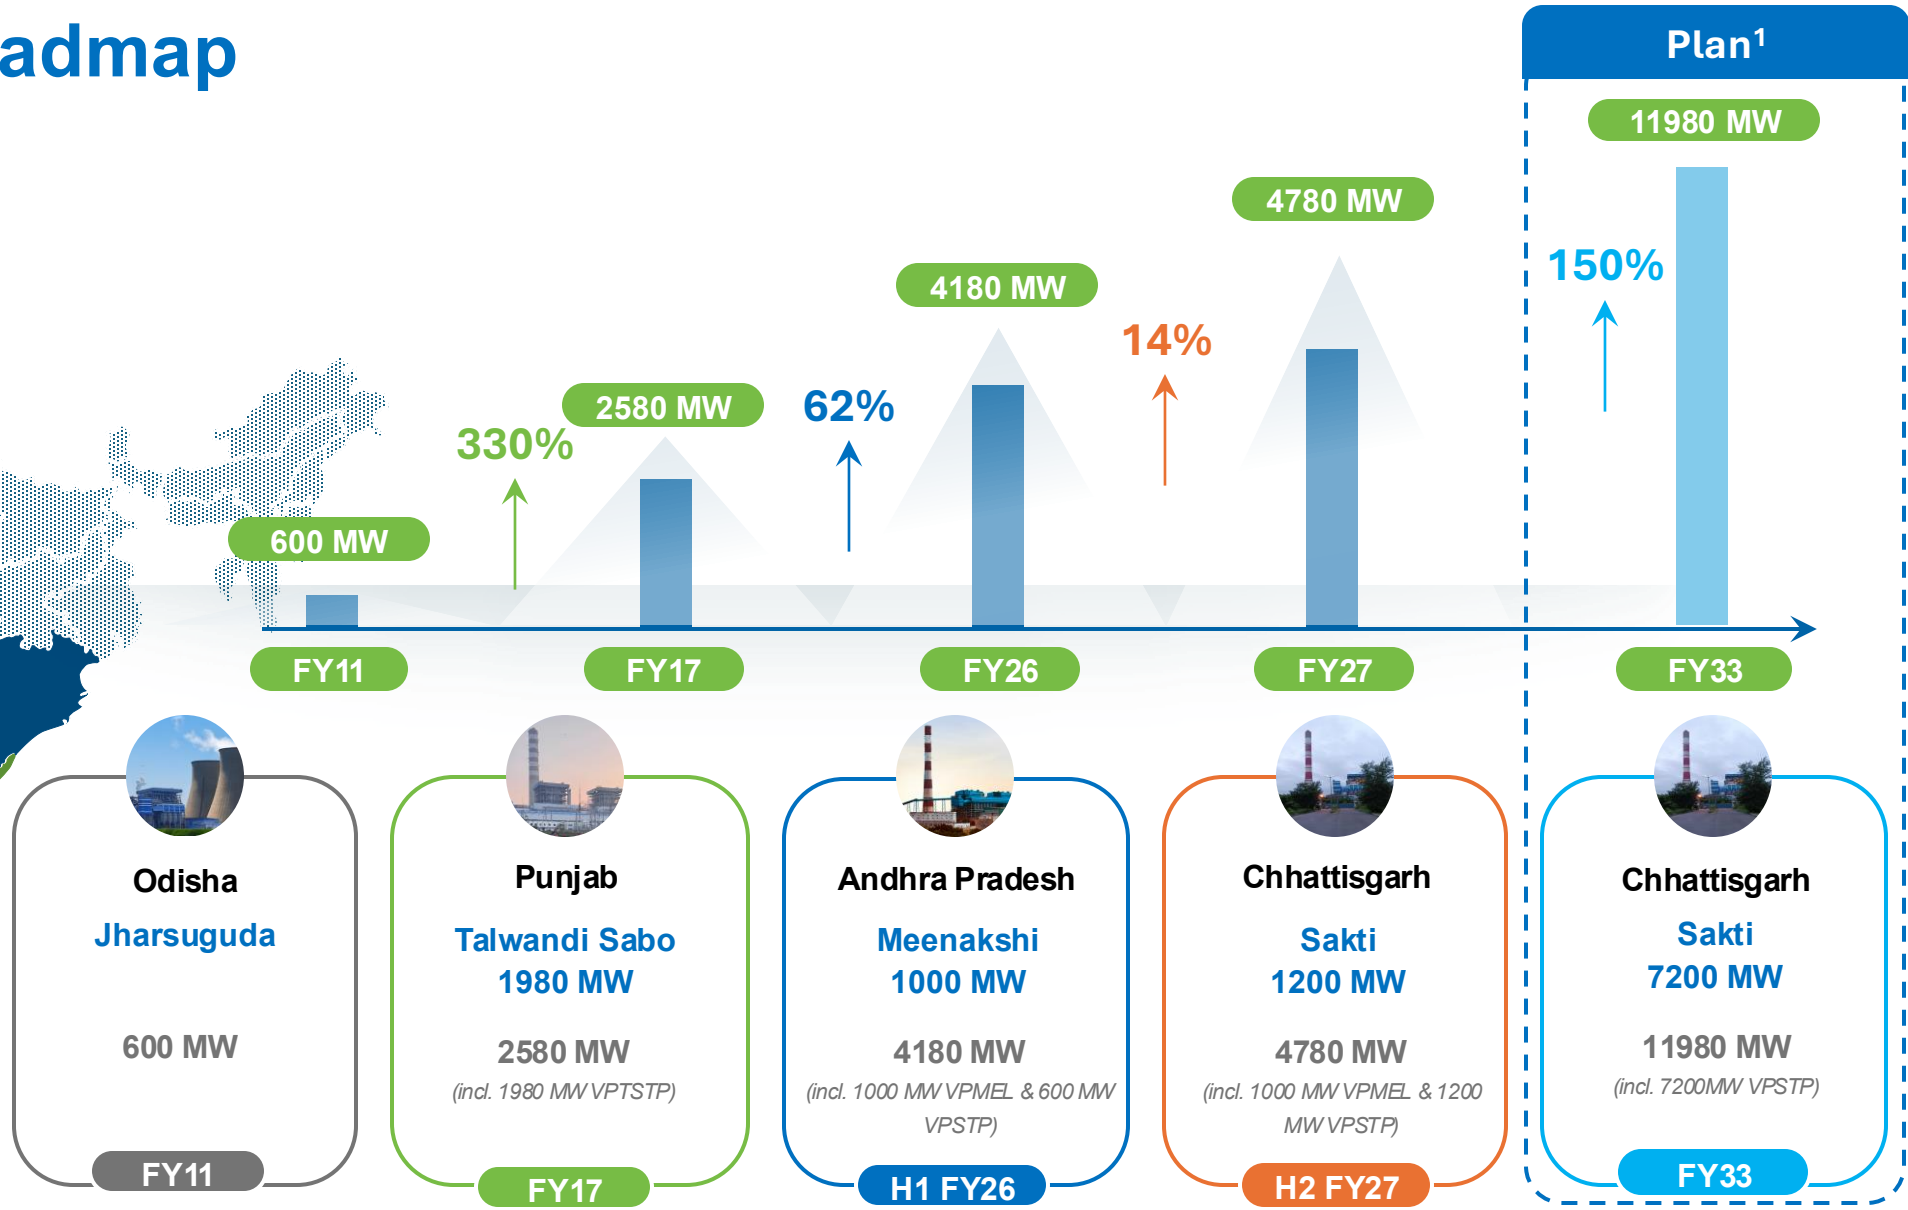 admap
Plan¹
11980 MW
4780 MW
150%
4180 MW
14%
2580 MW
62%
330%
600 MW
FY11
FY17
FY26
FY27
FY33
Odisha
Jharsuguda
600 MW
FY11
Punjab
Talwandi Sabo
1980 MW
2580 MW
(incl. 1980 MW VPTSTP)
FY17
Andhra Pradesh
Meenakshi
1000 MW
4180 MW
(incl. 1000 MW VPMEL & 600 MW
VPSTP)
H1 FY26
Chhattisgarh
Sakti
1200 MW
4780 MW
(incl. 1000 MW VPMEL & 1200
MW VPSTP)
H2 FY27
Chhattisgarh
Sakti
7200 MW
11980 MW
(incl. 7200MW VPSTP)
FY33